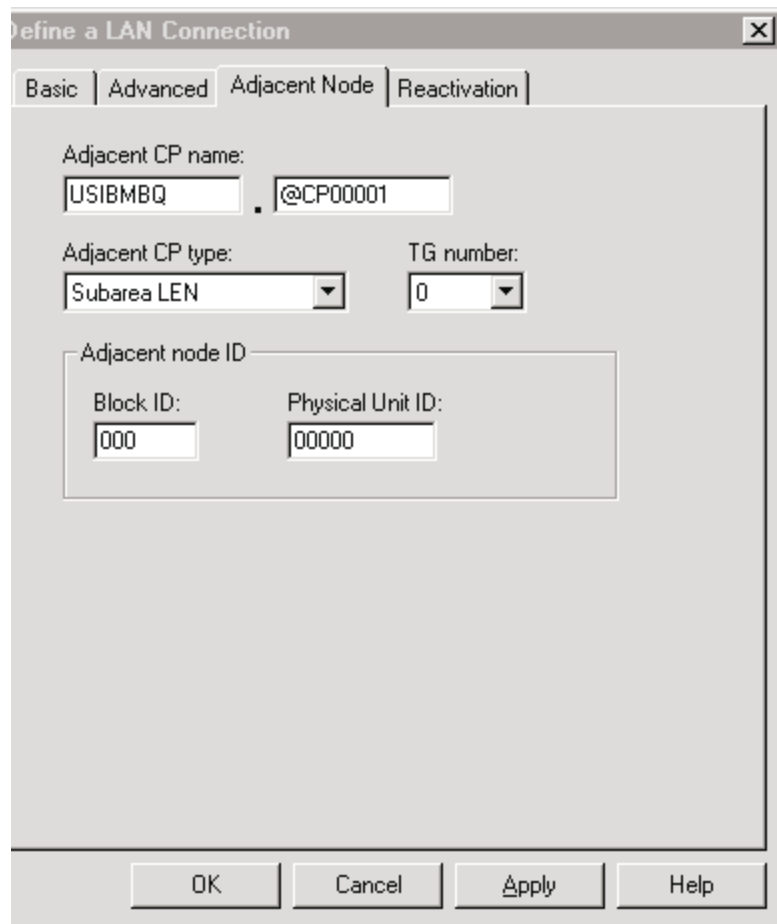 Define a LAN Connection
Basic Advanced Adjacent Node Reactivation
Adjacent CP name:
USIBMBQ . @CP00001
Adjacent CP type: TG number:
Subarea LEN 0
Adjacent node ID
Block ID: Physical Unit ID:
000 00000
OK Cancel Apply Help